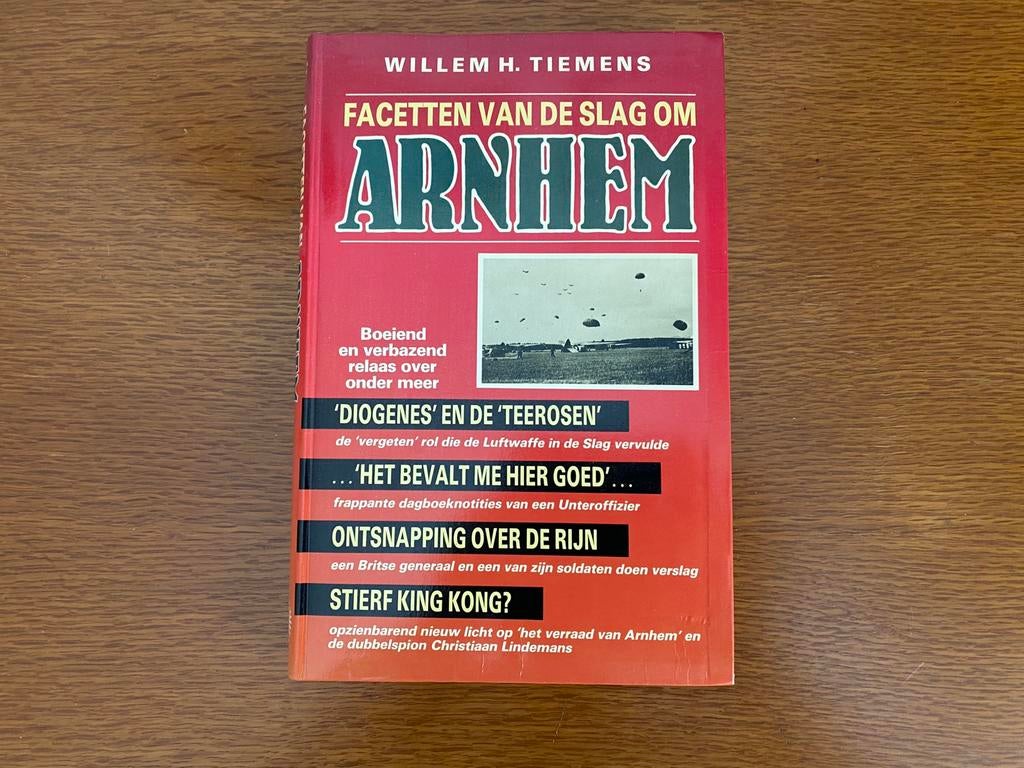 WILLEM H. TIEMENS
FACETTEN VAN DE SLAG OM
ARNHEM
Boeiend
en verbazend
relaas over
onder meer
'DIOGENES' EN DE 'TEEROSEN'
de 'vergeten' rol die de Luftwaffe in de Slag vervulde
...'HET BEVALT ME HIER GOED'...
frappante dagboeknotities van een Unteroffizier
ONTSNAPPING OVER DE RIJN
een Britse generaal en een van zijn soldaten doen verslag
STIERF KING KONG?
opzienbarend nieuw licht op 'het verraad van Arnhem' en
de dubbelspion Christiaan Lindemans